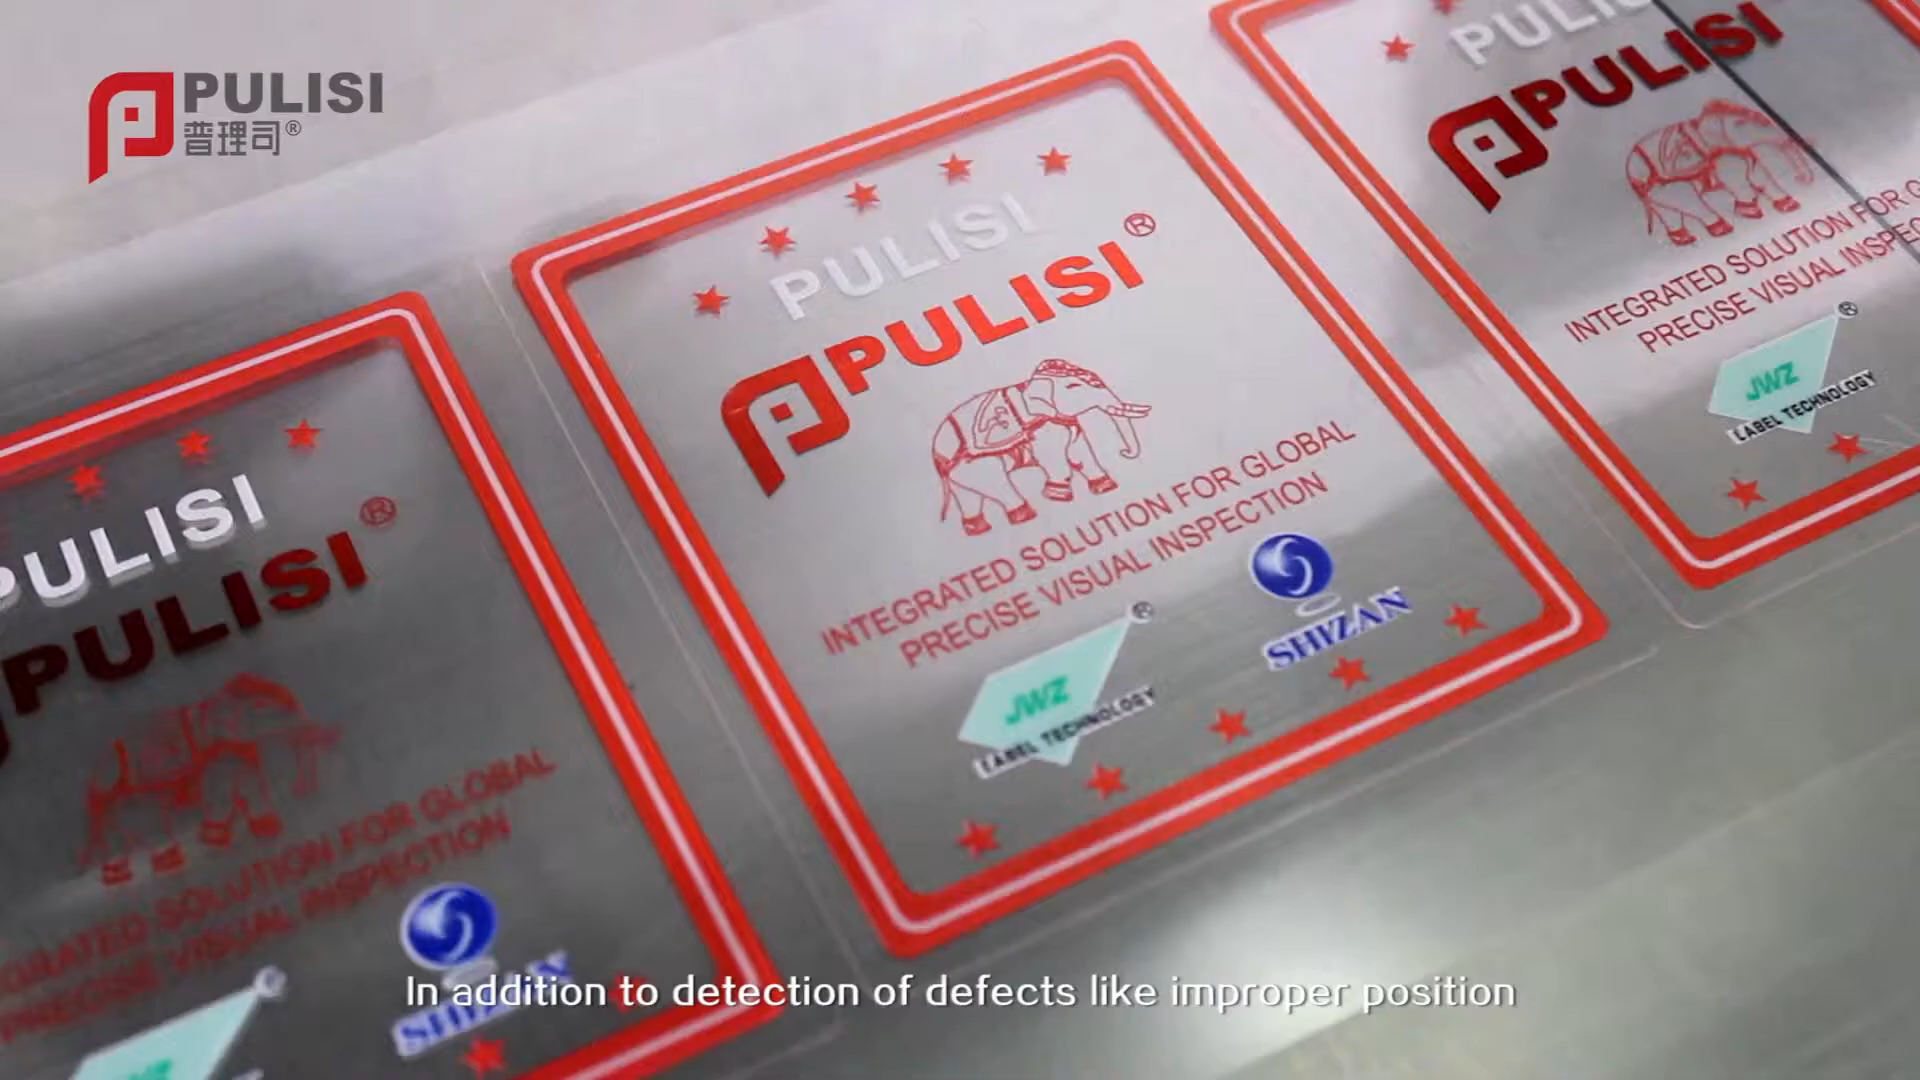 PULISI
普理司®
PULISI
PULISI®
INTEGRATED SOLUTION FOR GLOBAL
PRECISE VISUAL INSPECTION
JWZ®
LABEL TECHNOLOGY
SHIZAN
PULISI
PULISI®
SOLUTION FOR GLOBAL
PRECISE VISUAL INSPECTION
SHIZAN
PULISI
INTEGRATED SOLUTION FOR
PRECISE VISUAL
JWZ®
LABEL TECHNOLOGY
In addition to detection of defects like improper position